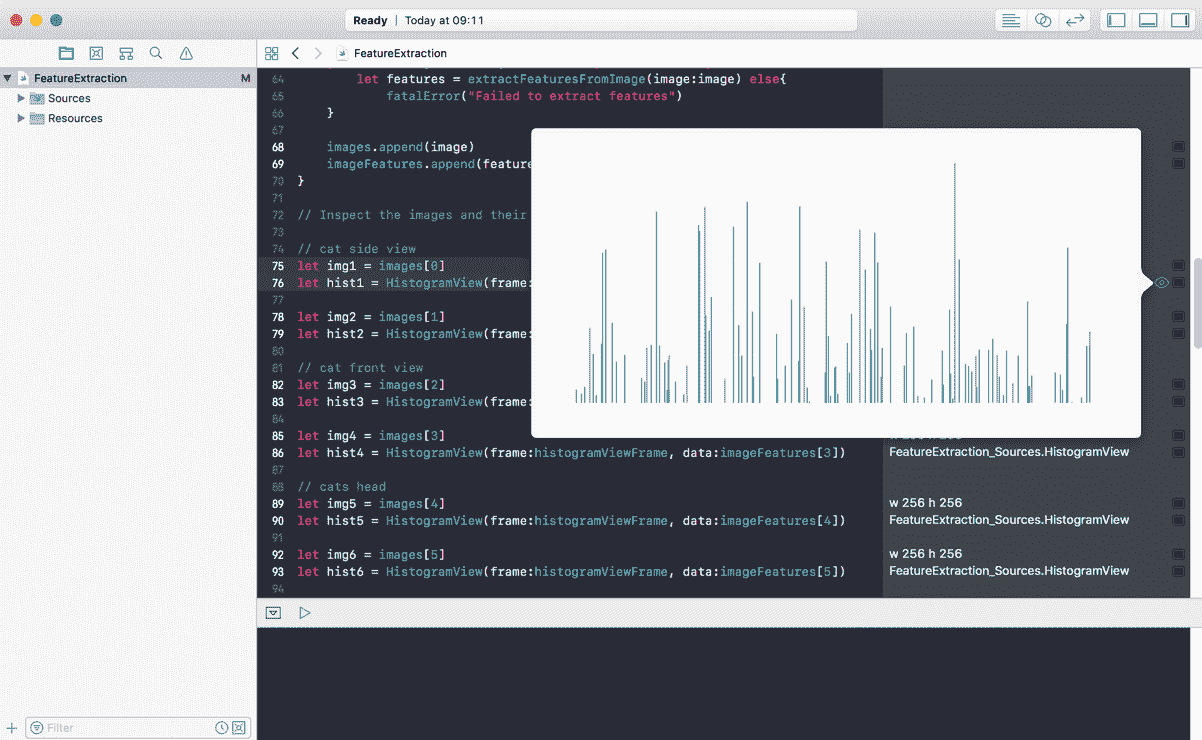 Ready | Today at 09:11
FeatureExtraction
FeatureExtraction M
Sources
Resources
64 let features = extractFeaturesFromImage(image:image) else{
65 fatalError("Failed to extract features")
66 }
67
68 images.append(image)
69 imageFeatures.append(feature
70 }
71
72 // Inspect the images and their
73
74 // cat side view
75 let img1 = images[0]
76 let hist1 = HistogramView(frame:
77
78 let img2 = images[1]
79 let hist2 = HistogramView(frame:
80
81 // cat front view
82 let img3 = images[2]
83 let hist3 = HistogramView(frame:
84
85 let img4 = images[3]
86 let hist4 = HistogramView(frame:histogramViewFrame, data:imageFeatures[3]) FeatureExtraction_Sources.HistogramView
87
88 // cats head
89 let img5 = images[4] w 256 h 256
90 let hist5 = HistogramView(frame:histogramViewFrame, data:imageFeatures[4]) FeatureExtraction_Sources.HistogramView
91
92 let img6 = images[5] w 256 h 256
93 let hist6 = HistogramView(frame:histogramViewFrame, data:imageFeatures[5]) FeatureExtraction_Sources.HistogramView
94
Filter